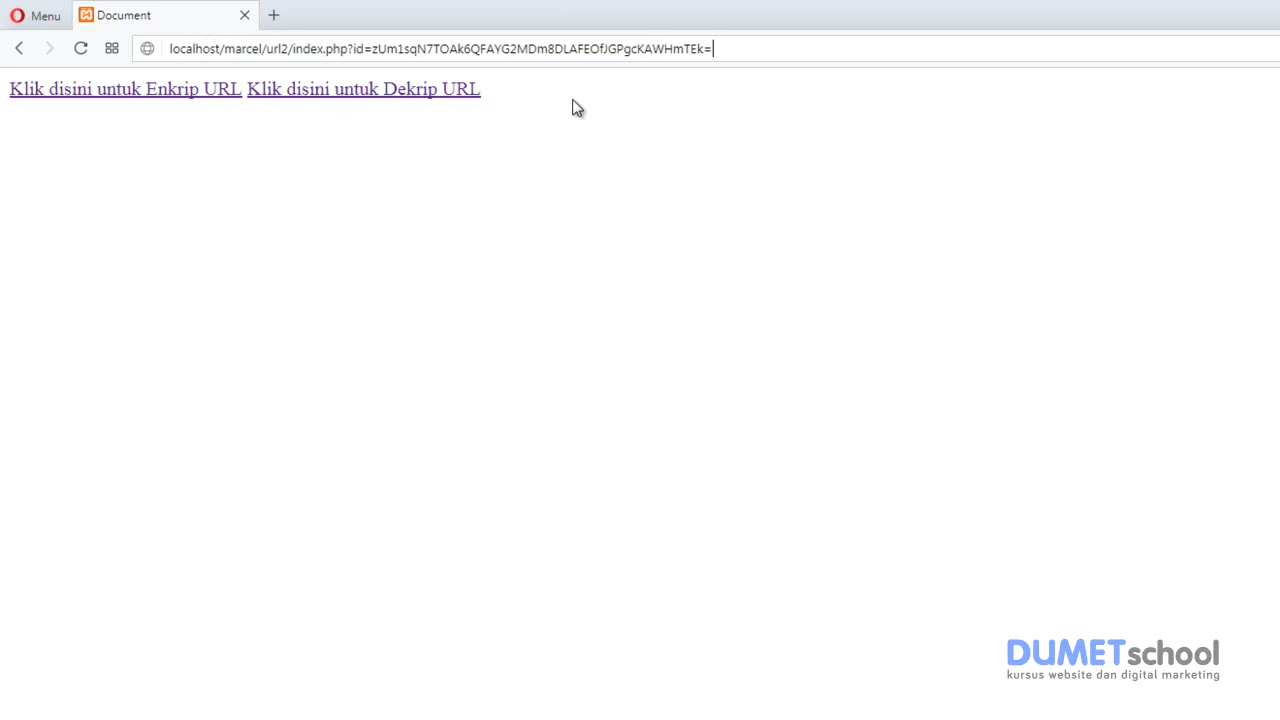 Menu
Document
localhost/marcel/url2/index.php?id=zUm1sqN7TOAk6QFAYG2MDm8DLAFEOfJGPgcKAWHmTEk=
Klik disini untuk Enkrip URL Klik disini untuk Dekrip URL
DUMETschool
kursus website dan digital marketing